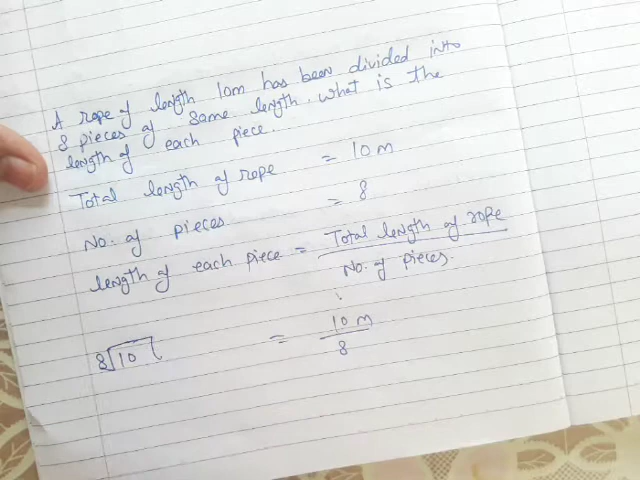 A rope of length 10m has been divided into
8 pieces of same length. what is the
length of each piece.
Total length of rope = 10 m
No. of pieces = 8
length of each piece = Total length of rope
No. of pieces.
8 10 = 10 m
8